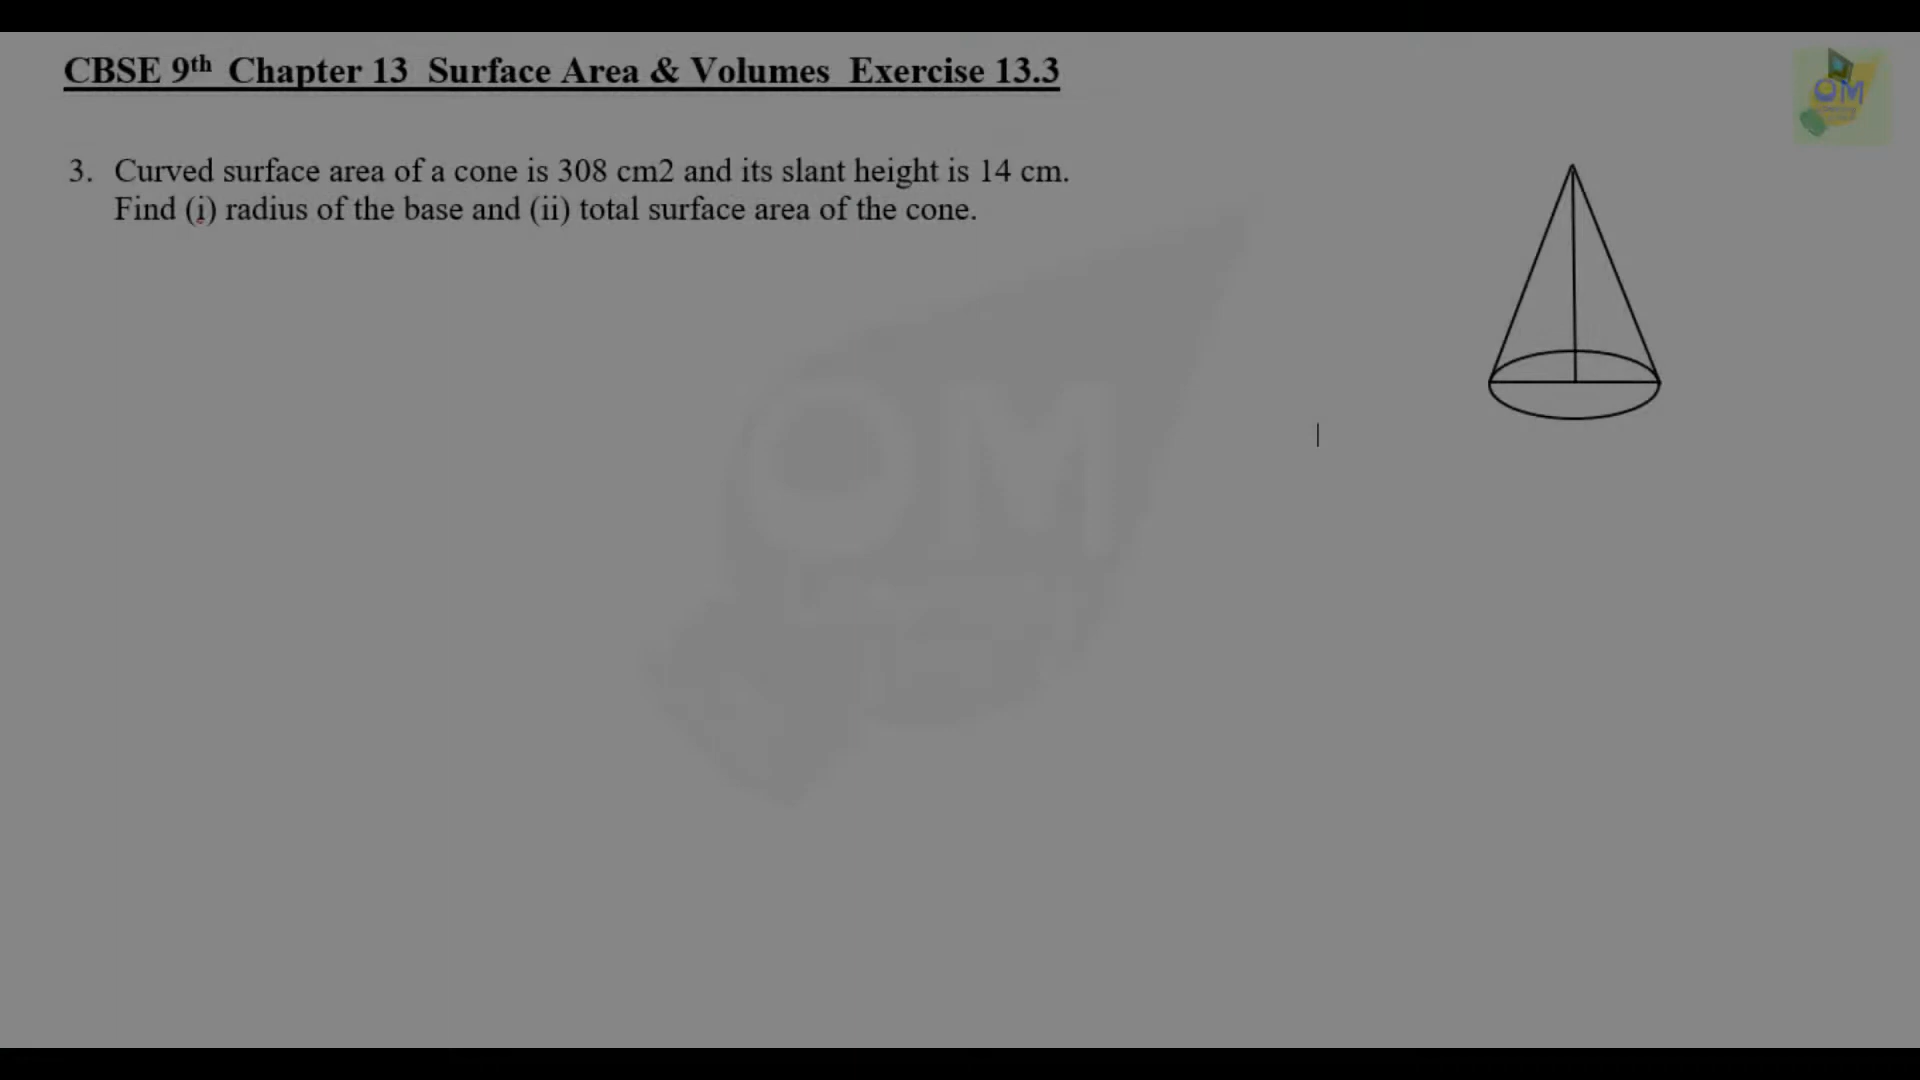 CBSE 9th Chapter 13 Surface Area & Volumes Exercise 13.3
OM
3. Curved surface area of a cone is 308 cm2 and its slant height is 14 cm.
Find (i) radius of the base and (ii) total surface area of the cone.
OM